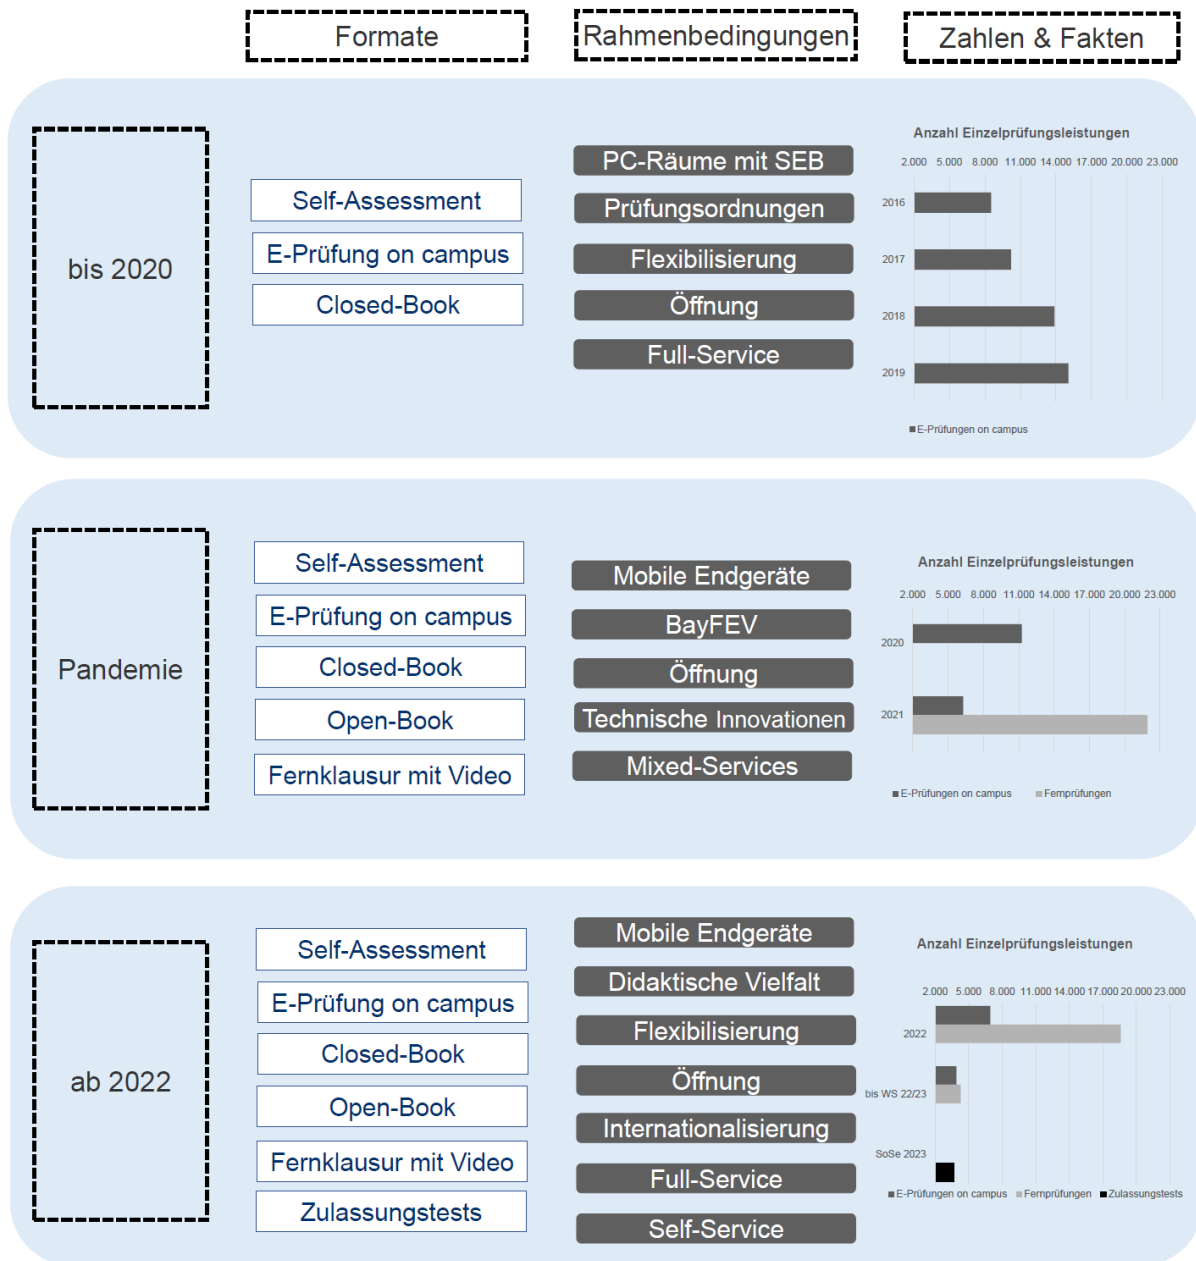 Formate
Rahmenbedingungen
Zahlen & Fakten
bis 2020
Self-Assessment
E-Prüfung on campus
Closed-Book
PC-Räume mit SEB
Prüfungsordnungen
Flexibilisierung
Öffnung
Full-Service
Anzahl Einzelprüfungsleistungen
2.000 5.000 8.000 11.000 14.000 17.000 20.000 23.000
2016
2017
2018
2019
E-Prüfungen on campus
Pandemie
Self-Assessment
E-Prüfung on campus
Closed-Book
Open-Book
Fernklausur mit Video
Mobile Endgeräte
BayFEV
Öffnung
Technische Innovationen
Mixed-Services
Anzahl Einzelprüfungsleistungen
2.000 5.000 8.000 11.000 14.000 17.000 20.000 23.000
2020
2021
E-Prüfungen on campus Fernprüfungen
ab 2022
Self-Assessment
E-Prüfung on campus
Closed-Book
Open-Book
Fernklausur mit Video
Zulassungstests
Mobile Endgeräte
Didaktische Vielfalt
Flexibilisierung
Öffnung
Internationalisierung
Full-Service
Self-Service
Anzahl Einzelprüfungsleistungen
2.000 5.000 8.000 11.000 14.000 17.000 20.000 23.000
2022
bis WS 22/23
SoSe 2023
E-Prüfungen on campus Fernprüfungen Zulassungstests